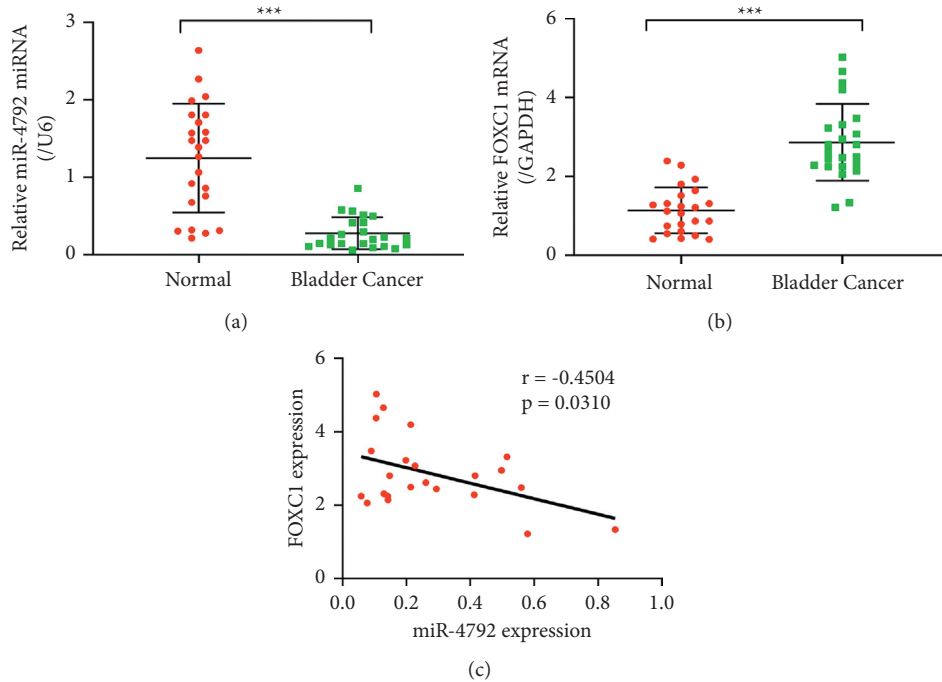 ***
Relative miR-4792 miRNA
(/U6)
3
2
1
0
Normal
Bladder Cancer
(a)
***
Relative FOXC1 mRNA
(/GAPDH)
6
4
2
0
Normal
Bladder Cancer
(b)
r = -0.4504
p = 0.0310
FOXC1 expression
6
4
2
0
0.0
0.2
0.4
0.6
0.8
1.0
miR-4792 expression
(c)